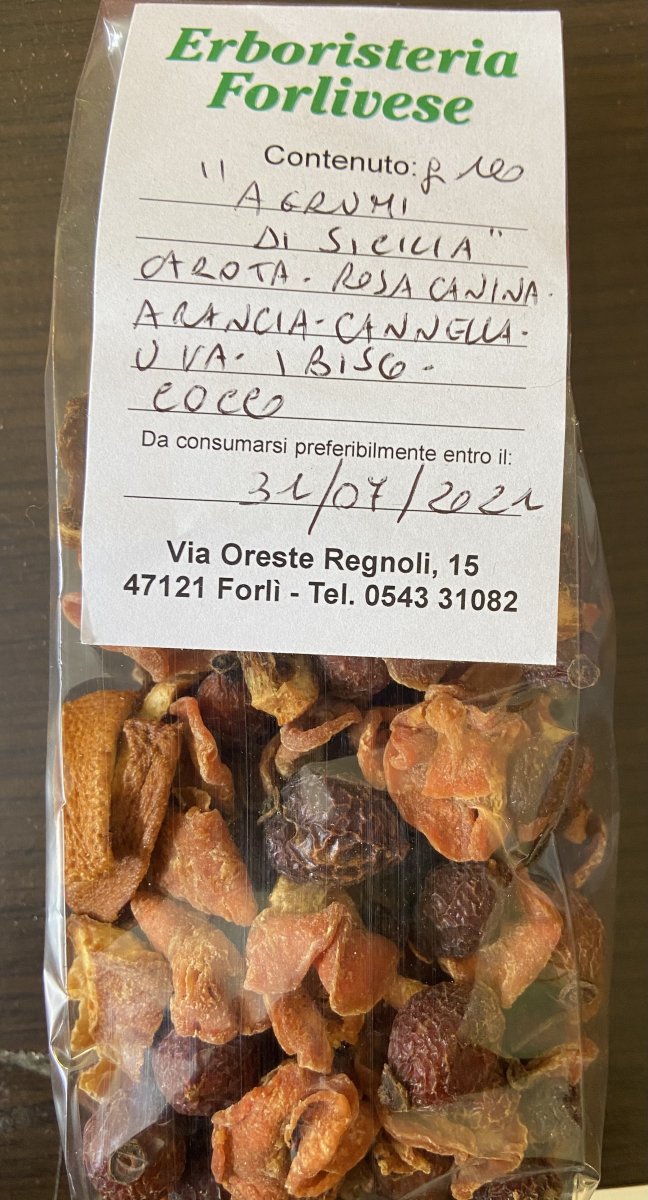 Erboristeria
Forlivese
Contenuto: g 100
"AGRUMI
DI SICILIA"
CAROTA - ROSA CANINA -
ARANCIA - CANNELLA -
UVA - IBISCO -
COCCO
Da consumarsi preferibilmente entro il:
31/07/2021
Via Oreste Regnoli, 15
47121 Forlì - Tel. 0543 31082